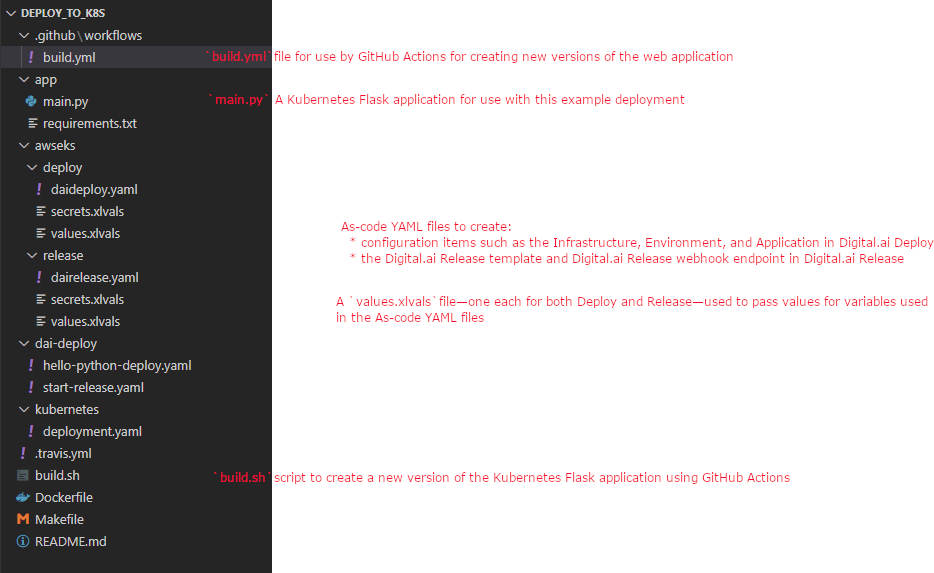 DEPLOY_TO_K8S
.github\workflows
build.yml `build.yml` file for use by GitHub Actions for creating new versions of the web application
app
main.py `main.py` A Kubernetes Flask application for use with this example deployment
requirements.txt
awseks
deploy
daideploy.yaml
secrets.xlvals
values.xlvals
As-code YAML files to create:
* configuration items such as the Infrastructure, Environment, and Application in Digital.ai Deploy
* the Digital.ai Release template and Digital.ai Release webhook endpoint in Digital.ai Release
release
dairelease.yaml
secrets.xlvals
values.xlvals
A `values.xlvals` file—one each for both Deploy and Release—used to pass values for variables used
in the As-code YAML files
dai-deploy
hello-python-deploy.yaml
start-release.yaml
kubernetes
deployment.yaml
.travis.yml
build.sh `build.sh` script to create a new version of the Kubernetes Flask application using GitHub Actions
Dockerfile
Makefile
README.md